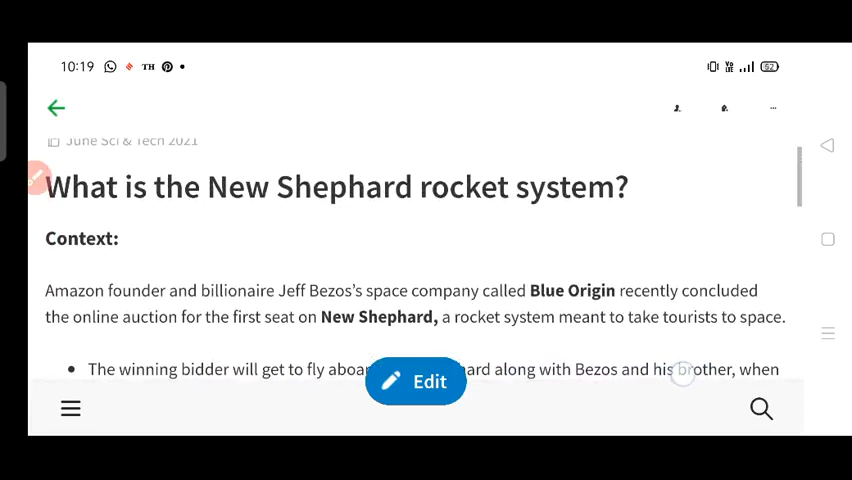 10:19 TH 52
June Sci & Tech 2021
What is the New Shephard rocket system?
Context:
Amazon founder and billionaire Jeff Bezos's space company called Blue Origin recently concluded
the online auction for the first seat on New Shephard, a rocket system meant to take tourists to space.
• The winning bidder will get to fly hard along with Bezos and his brother, when
Edit